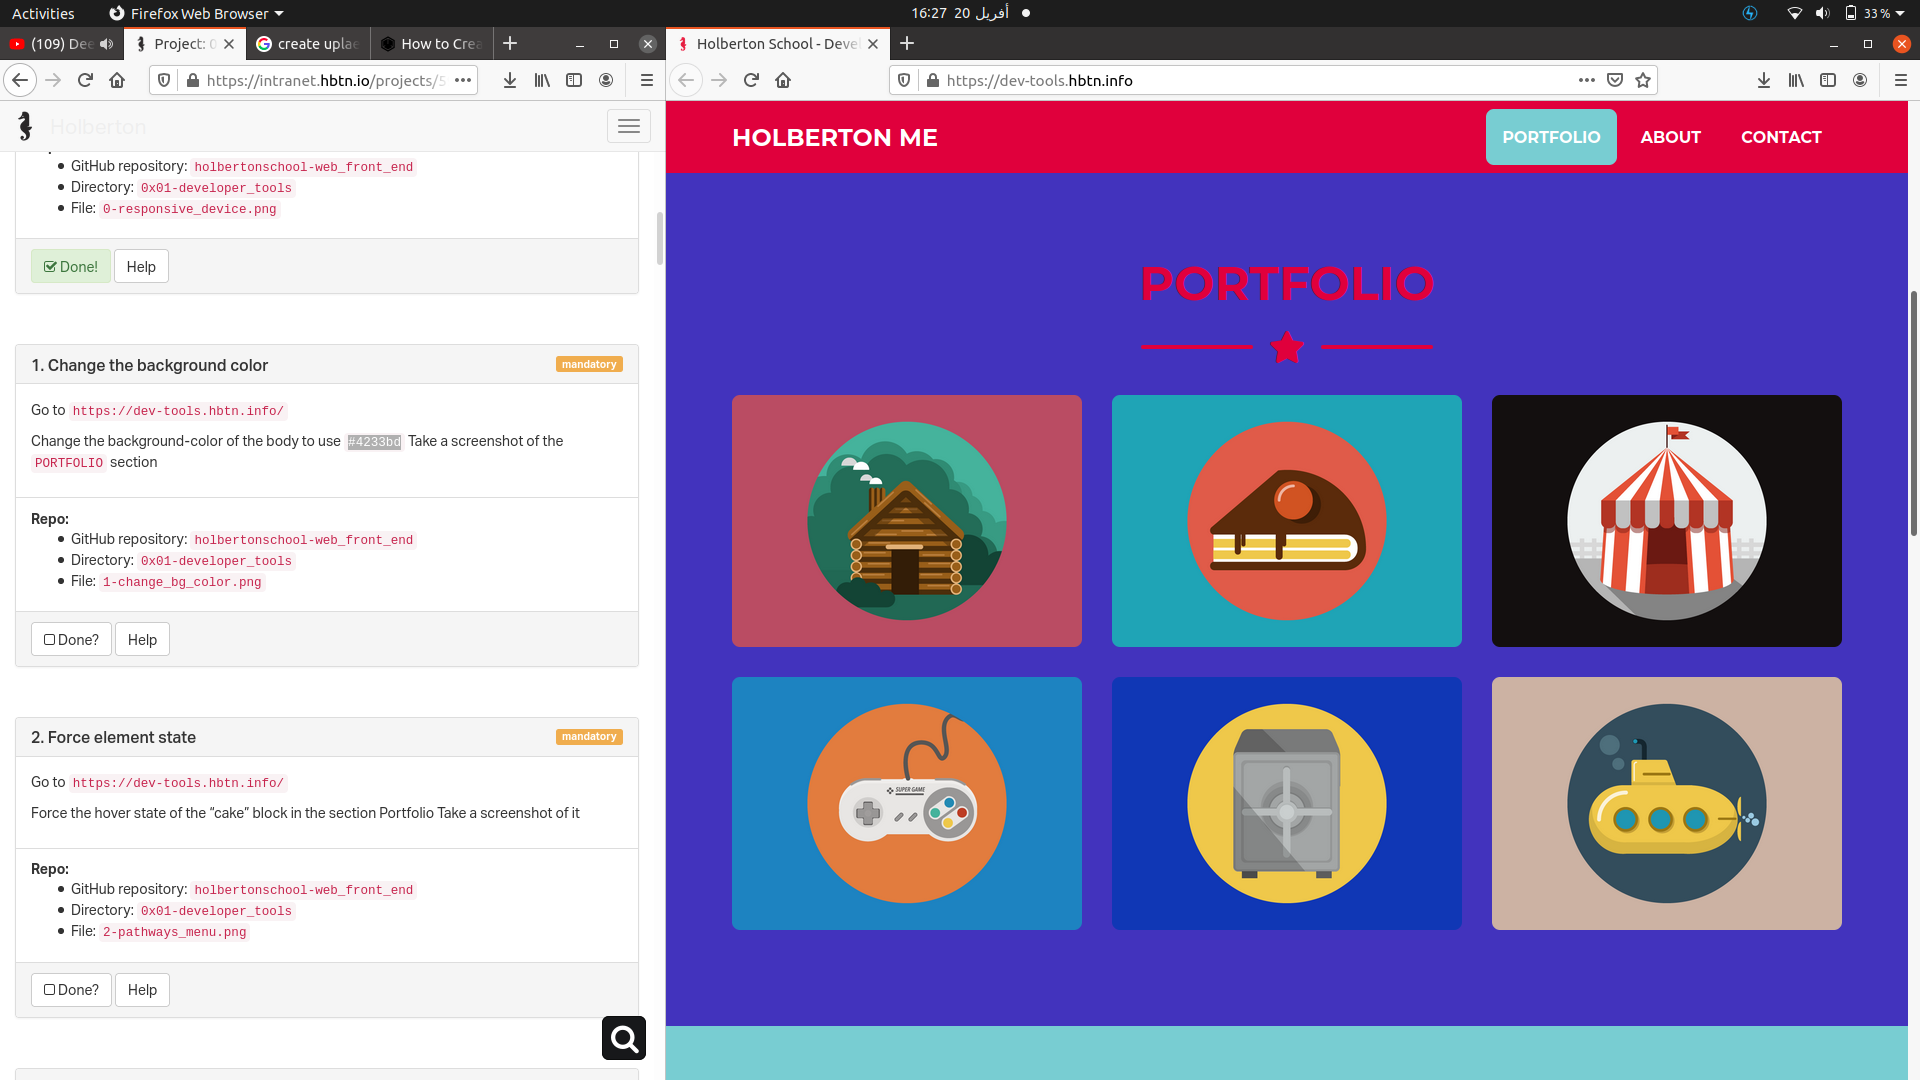 Activities
Firefox Web Browser
16:27 20 أفريل
33 %
(109) Dee
Project: 0
create uplae
How to Crea
https://intranet.hbtn.io/projects/5
Holberton
GitHub repository: holbertonschool-web_front_end
Directory: 0x01-developer_tools
File: 0-responsive_device.png
Done!
Help
1. Change the background color
mandatory
Go to https://dev-tools.hbtn.info/
Change the background-color of the body to use #4233bd Take a screenshot of the
PORTFOLIO section
Repo:
GitHub repository: holbertonschool-web_front_end
Directory: 0x01-developer_tools
File: 1-change_bg_color.png
Done?
Help
2. Force element state
mandatory
Go to https://dev-tools.hbtn.info/
Force the hover state of the “cake” block in the section Portfolio Take a screenshot of it
Repo:
GitHub repository: holbertonschool-web_front_end
Directory: 0x01-developer_tools
File: 2-pathways_menu.png
Done?
Help
Holberton School - Deve
https://dev-tools.hbtn.info
HOLBERTON ME
PORTFOLIO
ABOUT
CONTACT
PORTFOLIO
SUPER GAME